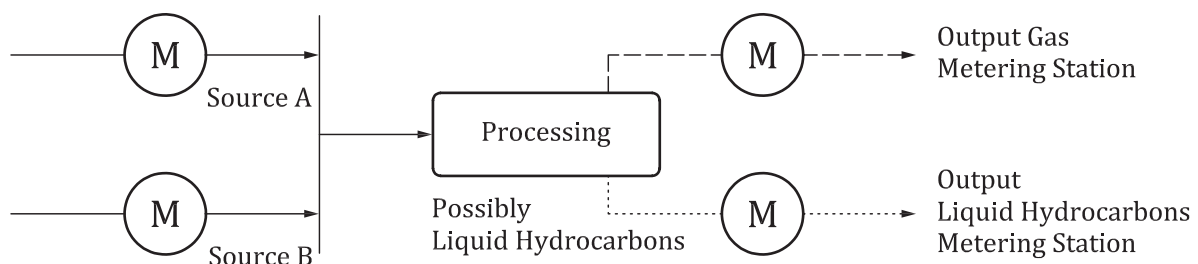 M
Source A
M
Source B
Processing
Possibly
Liquid Hydrocarbons
M
Output Gas
Metering Station
M
Output
Liquid Hydrocarbons
Metering Station